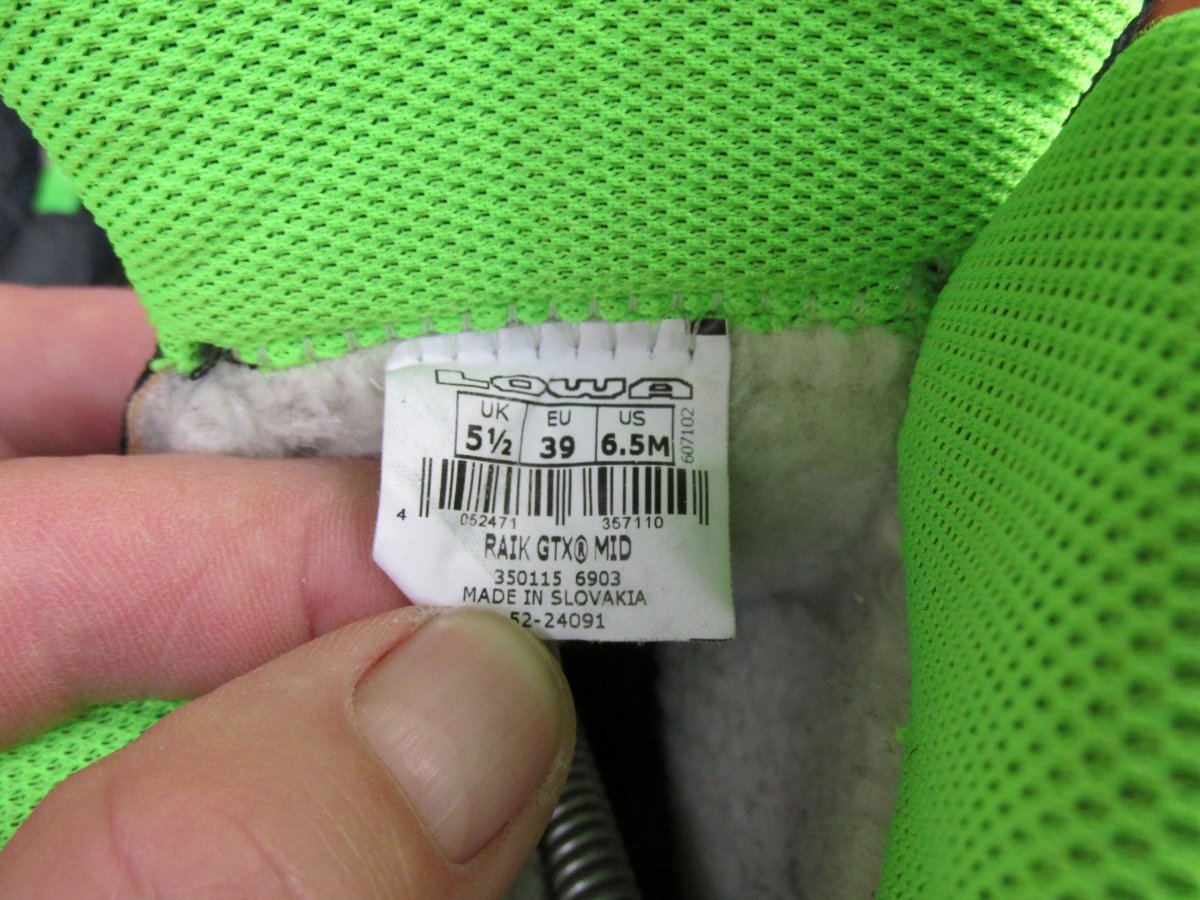 LOWA
UK EU US
5½ 39 6.5M
607102
4 052471 357110
RAIK GTX® MID
350115 6903
MADE IN SLOVAKIA
52-24091